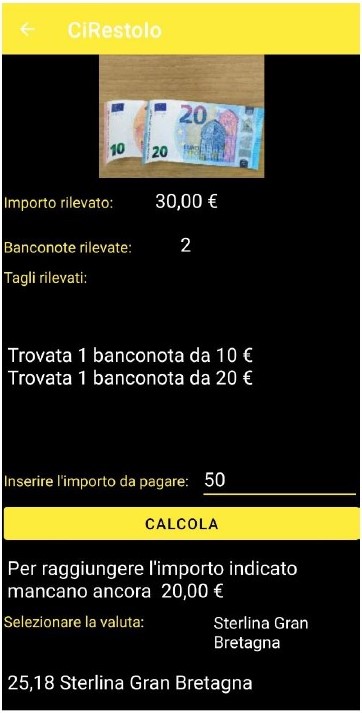 CiRestolo
20
10
20
Importo rilevato: 30,00 €
Banconote rilevate: 2
Tagli rilevati:
Trovata 1 banconota da 10 €
Trovata 1 banconota da 20 €
Inserire l'importo da pagare: 50
CALCOLA
Per raggiungere l'importo indicato
mancano ancora 20,00 €
Selezionare la valuta: Sterlina Gran
Bretagna
25,18 Sterlina Gran Bretagna